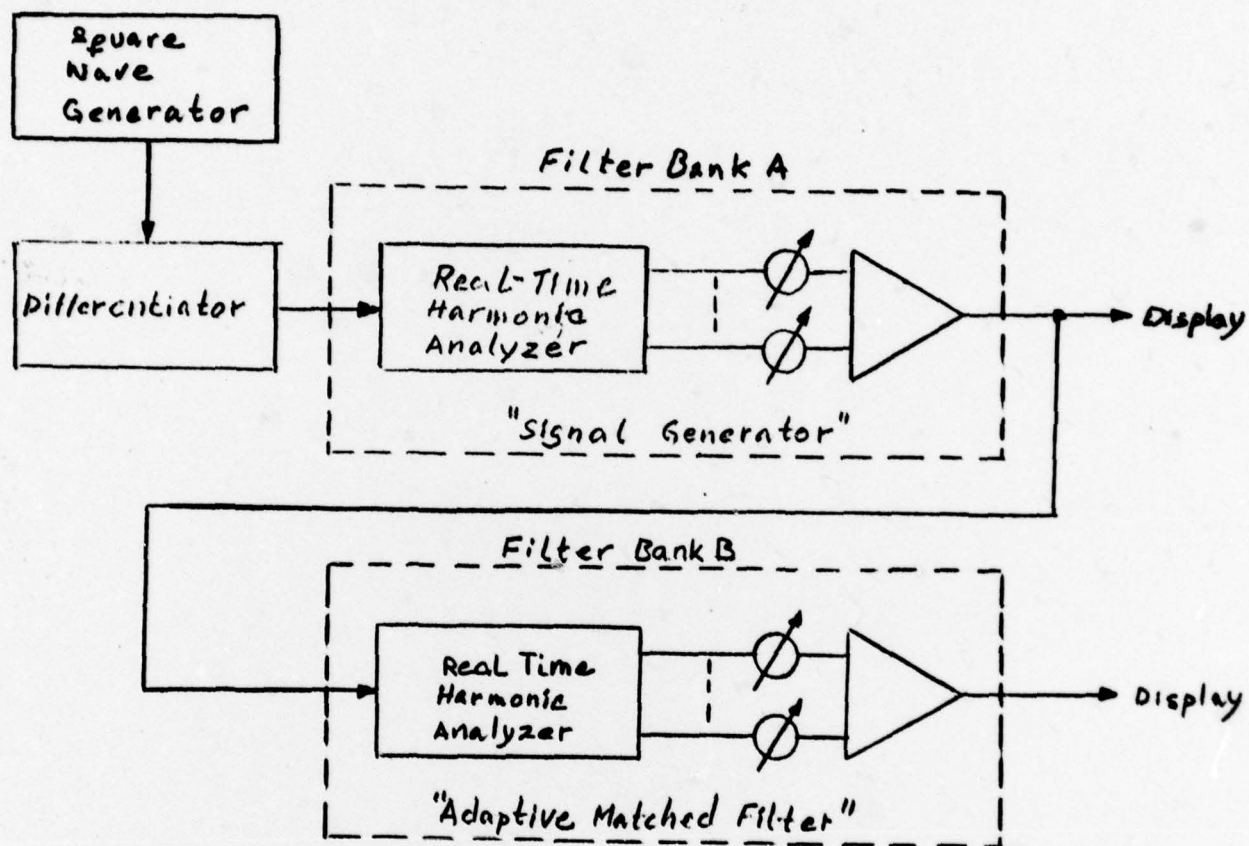 Square
Wave
Generator
Filter Bank A
Differentiator
Real-Time
Harmonic
Analyzer
Display
"Signal Generator"
Filter Bank B
Real Time
Harmonic
Analyzer
Display
"Adaptive Matched Filter"